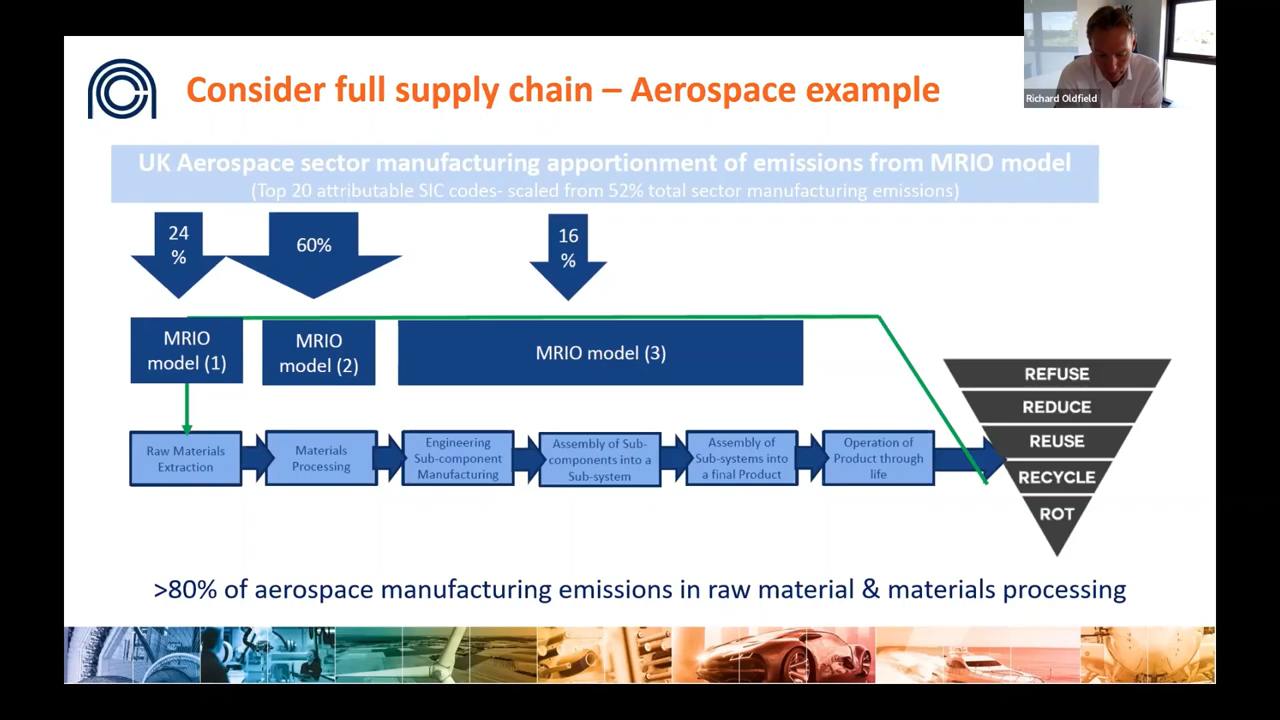 Consider full supply chain – Aerospace example
Richard Oldfield
UK Aerospace sector manufacturing apportionment of emissions from MRIO model
(Top 20 attributable SIC codes- scaled from 52% total sector manufacturing emissions)
24
%
60%
16
%
MRIO
model (1)
MRIO
model (2)
MRIO model (3)
Raw Materials
Extraction
Materials
Processing
Engineering
Sub-component
Manufacturing
Assembly of Sub-
components into a
Sub-system
Assembly of
Sub-systems into
a final Product
Operation of
Product through
life
REFUSE
REDUCE
REUSE
RECYCLE
ROT
>80% of aerospace manufacturing emissions in raw material & materials processing